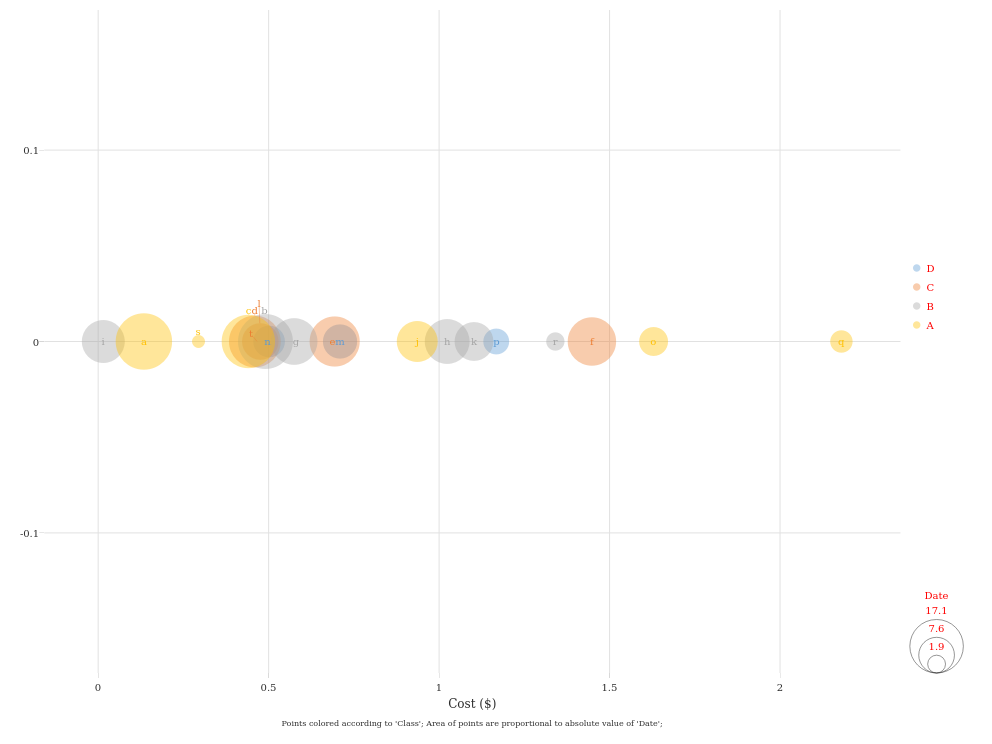 0.1
0
-0.1
i
a
s
l
c d b
t
n
g
e m
j
h
k
p
r
f
o
q
0 0.5 1 1.5 2
Cost ($)
Points colored according to 'Class'; Area of points are proportional to absolute value of 'Date';
D
C
B
A
Date
17.1
7.6
1.9